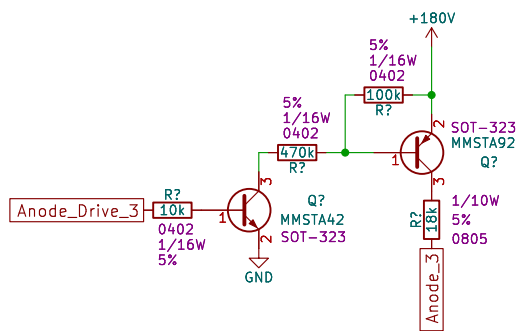 +180V
5%
1/16W
0402
100k
R?
2
SOT-323
MMSTA92
Q?
1
3
5%
1/16W
0402
470k
R?
3
Q?
MMSTA42
SOT-323
1
2
GND
Anode_Drive_3
R?
10k
0402
1/16W
5%
1/10W
5%
0805
R?
18k
Anode_3